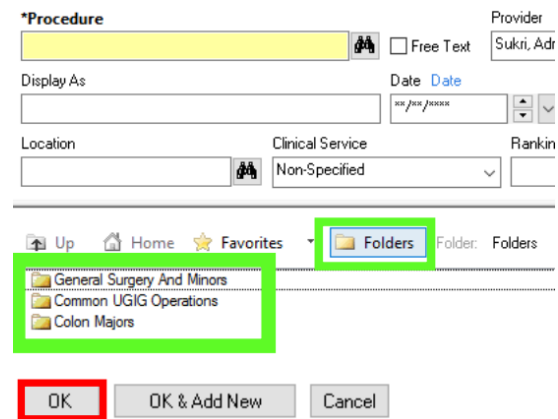 *Procedure
Provider
Free Text
Sukri, Adr
Display As
Date Date
**/**/****
Location
Clinical Service
Rankin
Non-Specified
Up Home Favorites Folders Folder: Folders
General Surgery And Minors
Common UGIG Operations
Colon Majors
OK OK & Add New Cancel